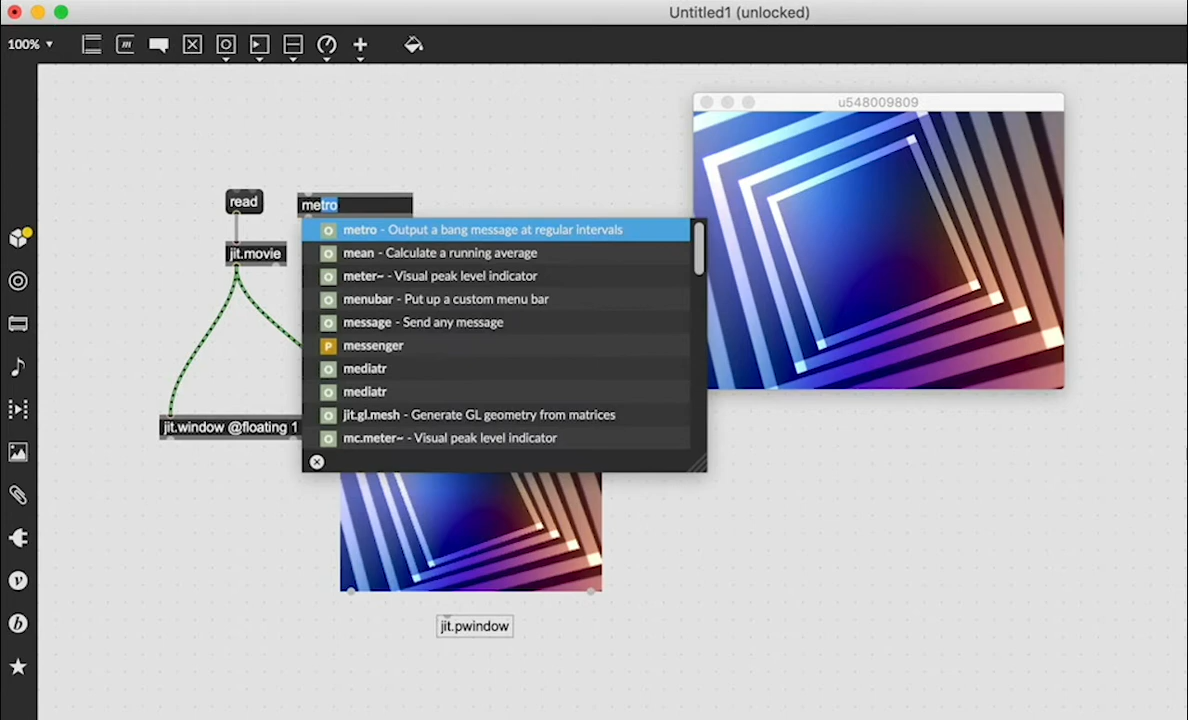 Untitled1 (unlocked)
100%
u548009809
read
metro
jit.movie
metro - Output a bang message at regular intervals
mean - Calculate a running average
meter~ - Visual peak level indicator
menubar - Put up a custom menu bar
message - Send any message
P messenger
mediatr
mediatr
jit.gl.mesh - Generate GL geometry from matrices
mc.meter~ - Visual peak level indicator
jit.window @floating 1
jit.pwindow